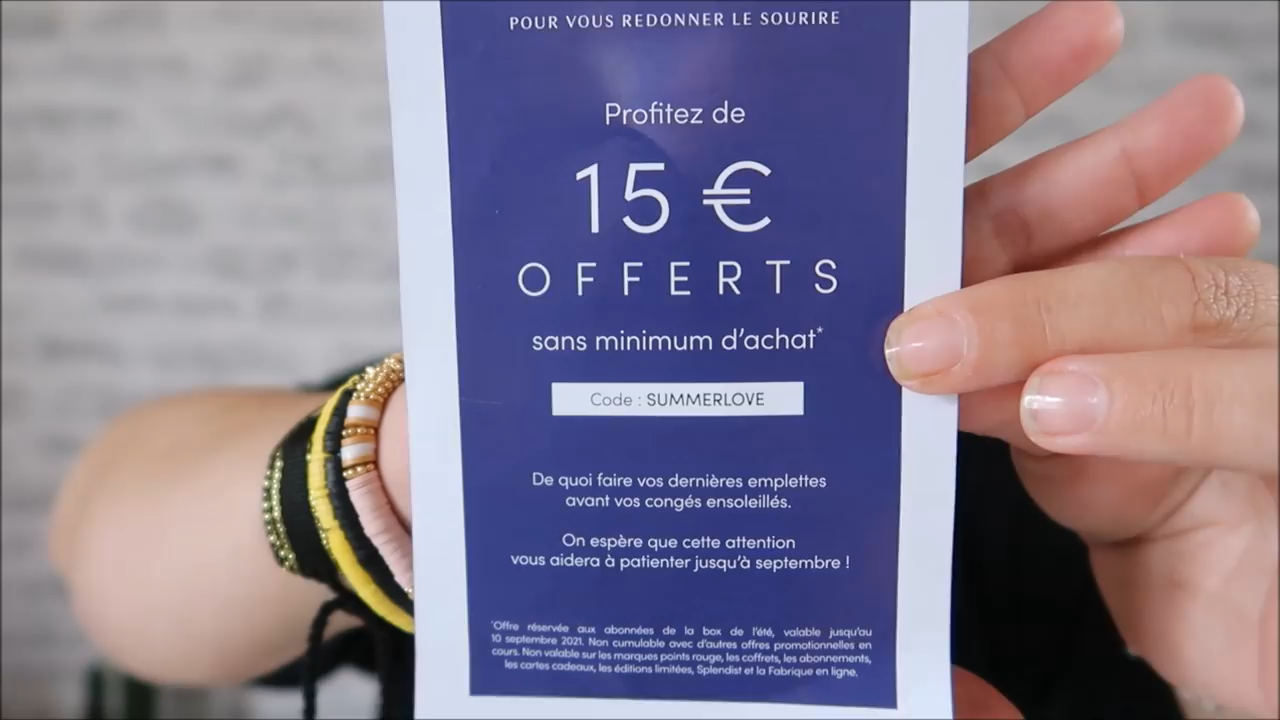 POUR VOUS REDONNER LE SOURIRE
Profitez de
15 €
OFFERTS
sans minimum d'achat*
Code : SUMMERLOVE
De quoi faire vos dernières emplettes
avant vos congés ensoleillés.
On espère que cette attention
vous aidera à patienter jusqu'à septembre !
*Offre réservée aux abonnées de la box de l'été, valable jusqu'au
10 septembre 2021. Non cumulable avec d'autres offres promotionnelles en
cours. Non valable sur les marques points rouge, les coffrets, les abonnements,
les cartes cadeaux, les éditions limitées, Splendist et la Fabrique en ligne.